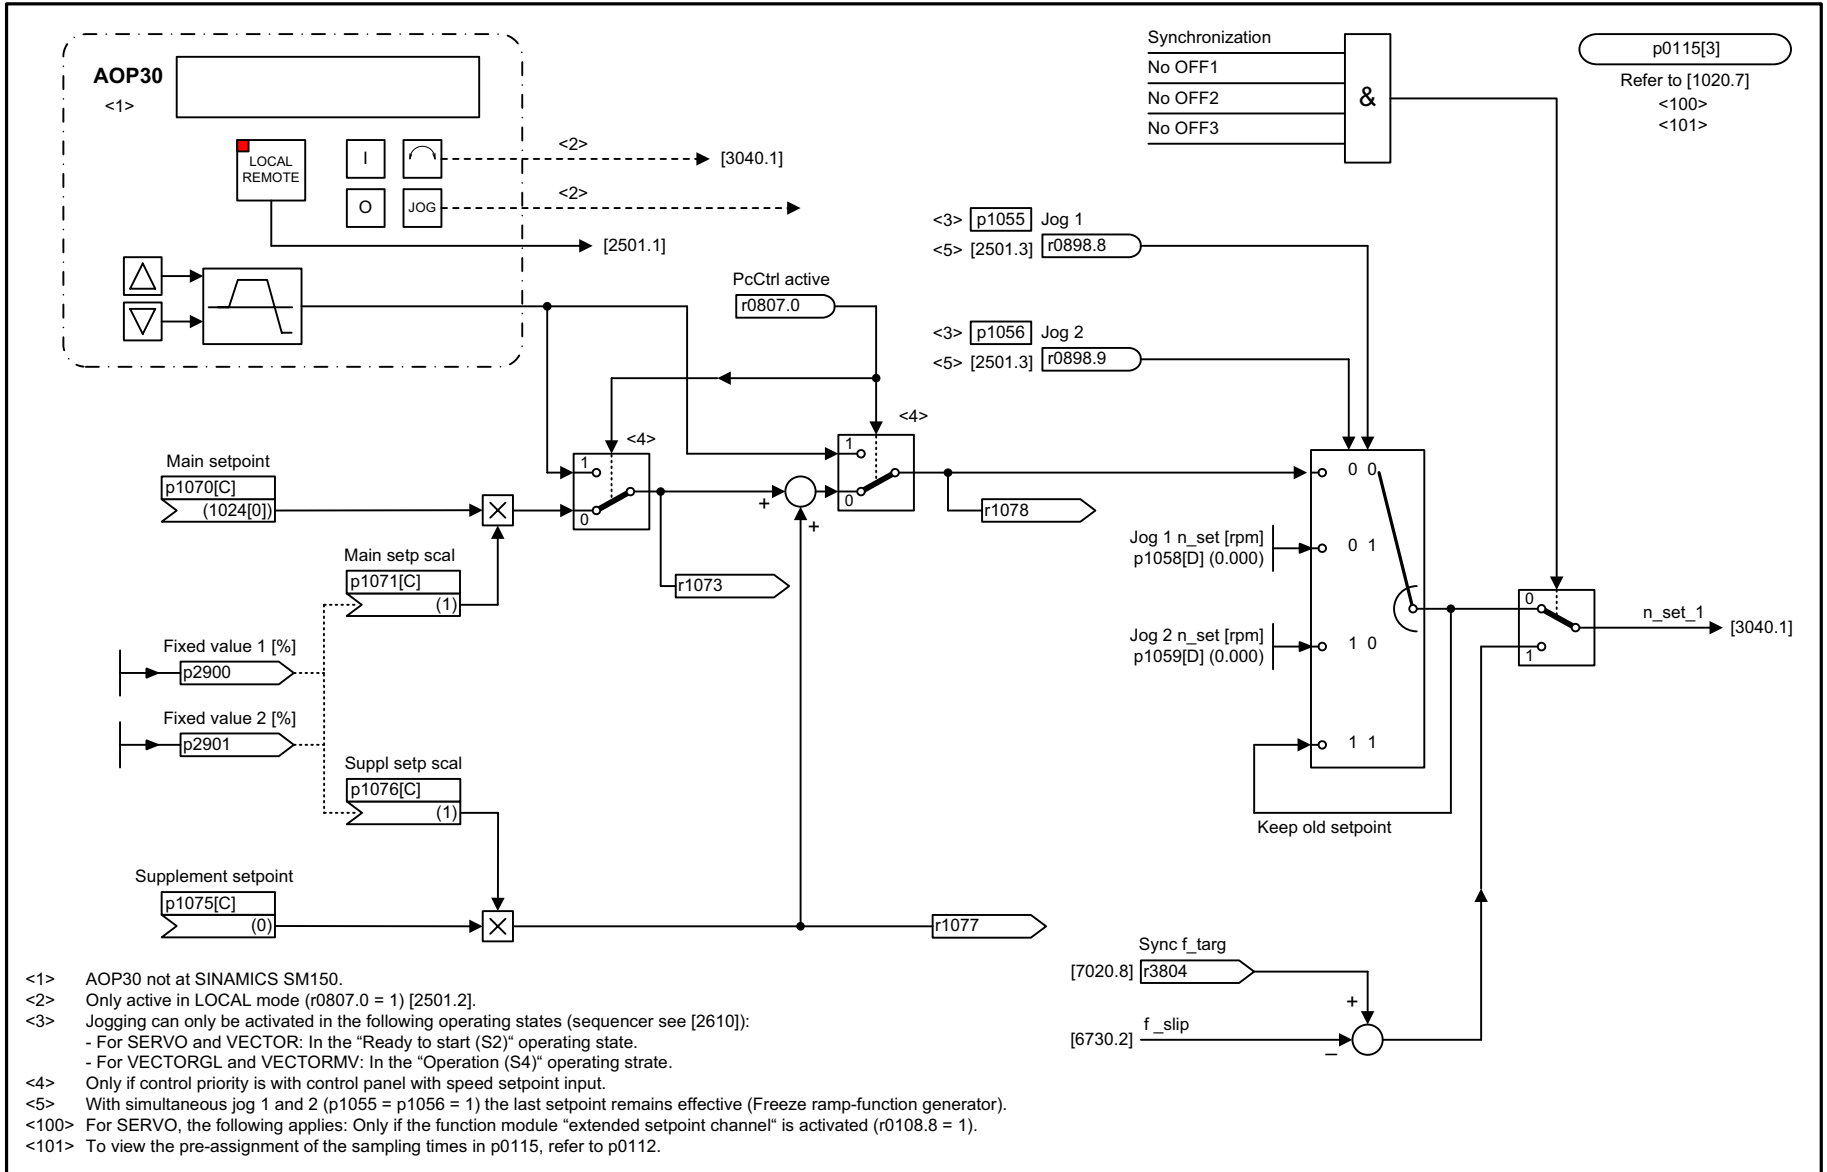 AOP30
<1>
LOCAL
REMOTE
I
O
JOG
<2>
[3040.1]
<2>
[2501.1]
Synchronization
No OFF1
No OFF2
No OFF3
&
p0115[3]
Refer to [1020.7]
<100>
<101>
<3> p1055 Jog 1
<5> [2501.3] r0898.8
PcCtrl active
r0807.0
<3> p1056 Jog 2
<5> [2501.3] r0898.9
<4>
<4>
1
0
1
0
Main setpoint
p1070[C]
(1024[0])
+
+
r1078
r1073
Main setp scal
p1071[C]
(1)
Fixed value 1 [%]
p2900
Fixed value 2 [%]
p2901
Suppl setp scal
p1076[C]
(1)
Supplement setpoint
p1075[C]
(0)
r1077
0 0
Jog 1 n_set [rpm]
p1058[D] (0.000)
0 1
Jog 2 n_set [rpm]
p1059[D] (0.000)
1 0
1 1
Keep old setpoint
0
1
n_set_1
[3040.1]
Sync f_targ
[7020.8] r3804
+
f _slip
[6730.2]
_
<1> AOP30 not at SINAMICS SM150.
<2> Only active in LOCAL mode (r0807.0 = 1) [2501.2].
<3> Jogging can only be activated in the following operating states (sequencer see [2610]):
- For SERVO and VECTOR: In the “Ready to start (S2)“ operating state.
- For VECTORGL and VECTORMV: In the “Operation (S4)“ operating strate.
<4> Only if control priority is with control panel with speed setpoint input.
<5> With simultaneous jog 1 and 2 (p1055 = p1056 = 1) the last setpoint remains effective (Freeze ramp-function generator).
<100> For SERVO, the following applies: Only if the function module “extended setpoint channel“ is activated (r0108.8 = 1).
<101> To view the pre-assignment of the sampling times in p0115, refer to p0112.